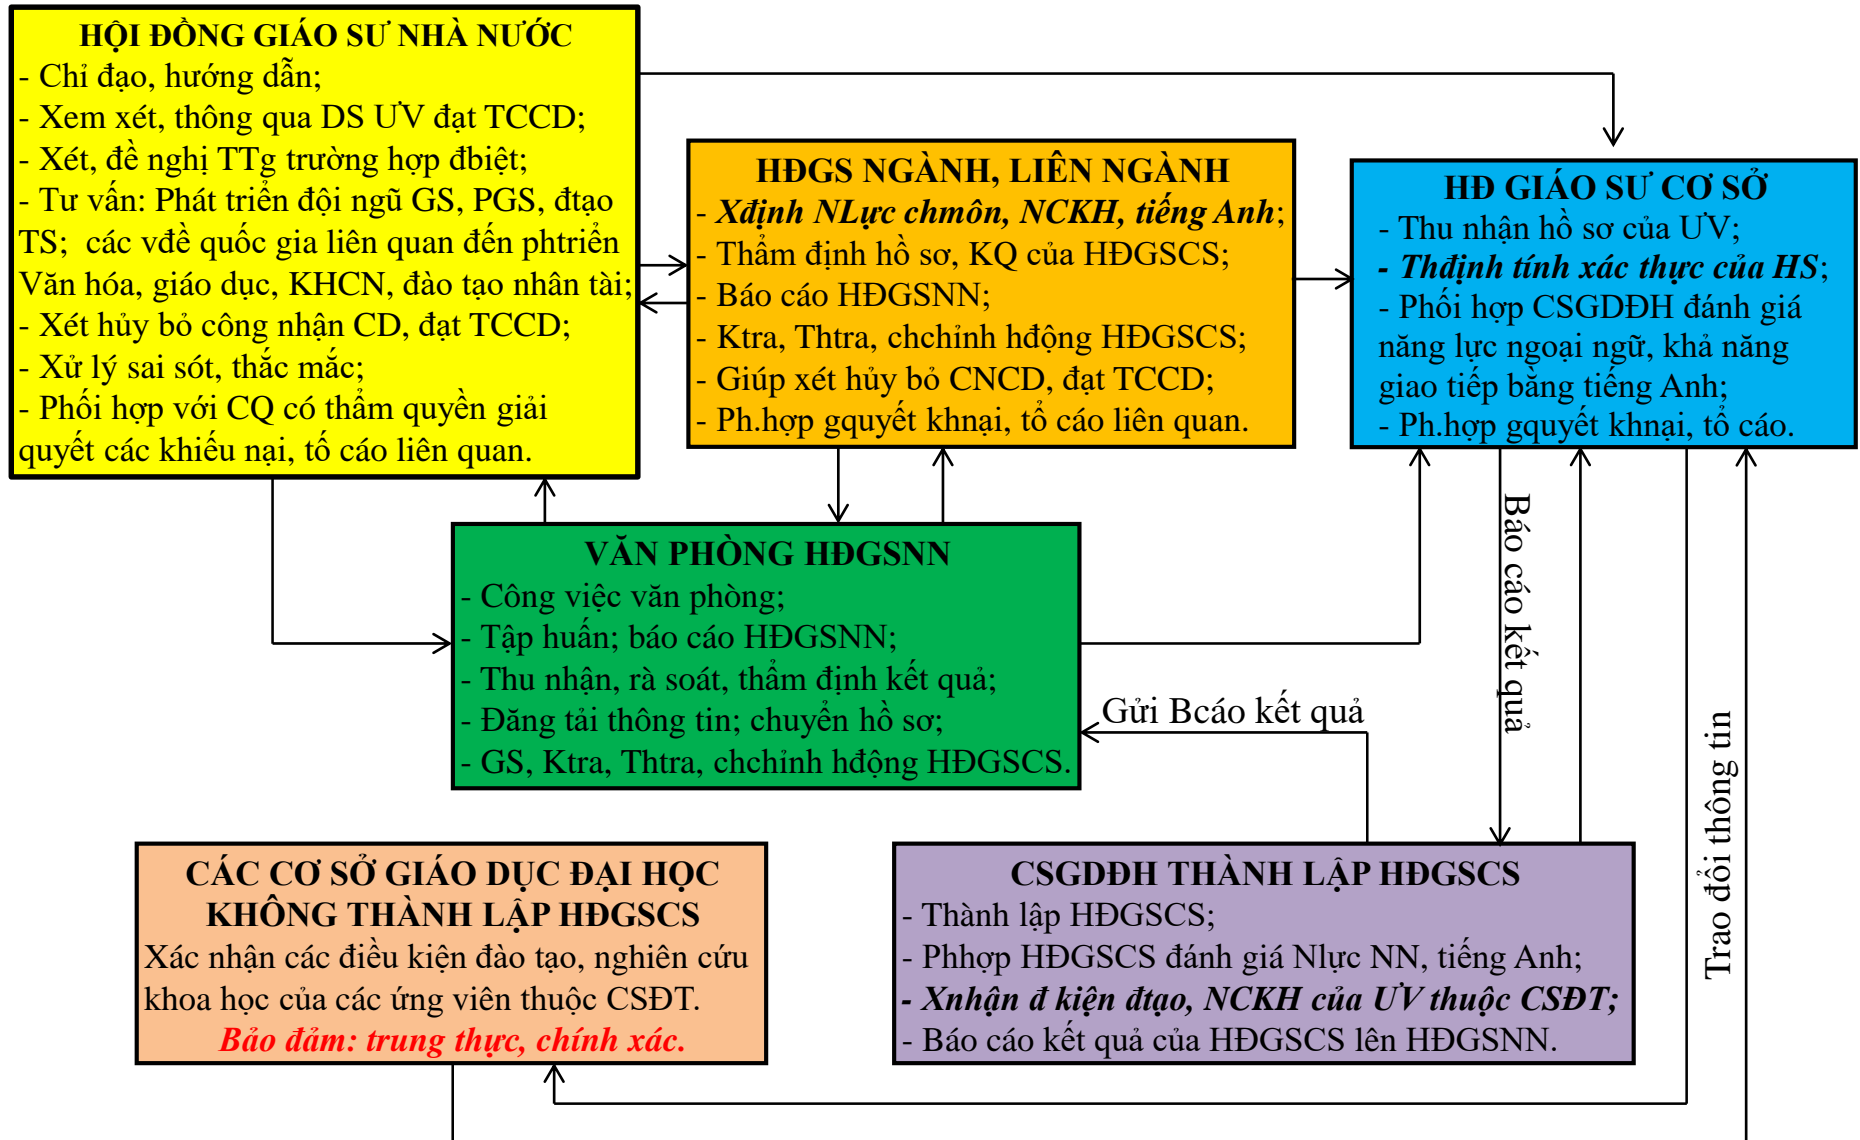 HỘI ĐỒNG GIÁO SƯ NHÀ NƯỚC
- Chỉ đạo, hướng dẫn;
- Xem xét, thông qua DS ƯV đạt TCCD;
- Xét, đề nghị TTg trường hợp đbiệt;
- Tư vấn: Phát triển đội ngũ GS, PGS, đtạo
TS; các vđề quốc gia liên quan đến phtriển
Văn hóa, giáo dục, KHCN, đào tạo nhân tài;
- Xét hủy bỏ công nhận CD, đạt TCCD;
- Xử lý sai sót, thắc mắc;
- Phối hợp với CQ có thẩm quyền giải
quyết các khiếu nại, tố cáo liên quan.
HĐGS NGÀNH, LIÊN NGÀNH
- Xđịnh NLực chmôn, NCKH, tiếng Anh;
- Thẩm định hồ sơ, KQ của HĐGSCS;
- Báo cáo HĐGSNN;
- Ktra, Thtra, chchỉnh hđộng HĐGSCS;
- Giúp xét hủy bỏ CNCD, đạt TCCD;
- Ph.hợp gquyết khnại, tổ cáo liên quan.
HĐ GIÁO SƯ CƠ SỞ
- Thu nhận hồ sơ của ƯV;
- Thđịnh tính xác thực của HS;
- Phối hợp CSGDĐH đánh giá
năng lực ngoại ngữ, khả năng
giao tiếp bằng tiếng Anh;
- Ph.hợp gquyết khnại, tổ cáo.
VĂN PHÒNG HĐGSNN
- Công việc văn phòng;
- Tập huấn; báo cáo HĐGSNN;
- Thu nhận, rà soát, thẩm định kết quả;
- Đăng tải thông tin; chuyển hồ sơ;
- GS, Ktra, Thtra, chchỉnh hđộng HĐGSCS.
Báo cáo kết quả
Gửi Bcáo kết quả
Trao đổi thông tin
CÁC CƠ SỞ GIÁO DỤC ĐẠI HỌC
KHÔNG THÀNH LẬP HĐGSCS
Xác nhận các điều kiện đào tạo, nghiên cứu
khoa học của các ứng viên thuộc CSĐT.
Bảo đảm: trung thực, chính xác.
CSGDĐH THÀNH LẬP HĐGSCS
- Thành lập HĐGSCS;
- Phhợp HĐGSCS đánh giá Nlực NN, tiếng Anh;
- Xnhận đ kiện đtạo, NCKH của ƯV thuộc CSĐT;
- Báo cáo kết quả của HĐGSCS lên HĐGSNN.